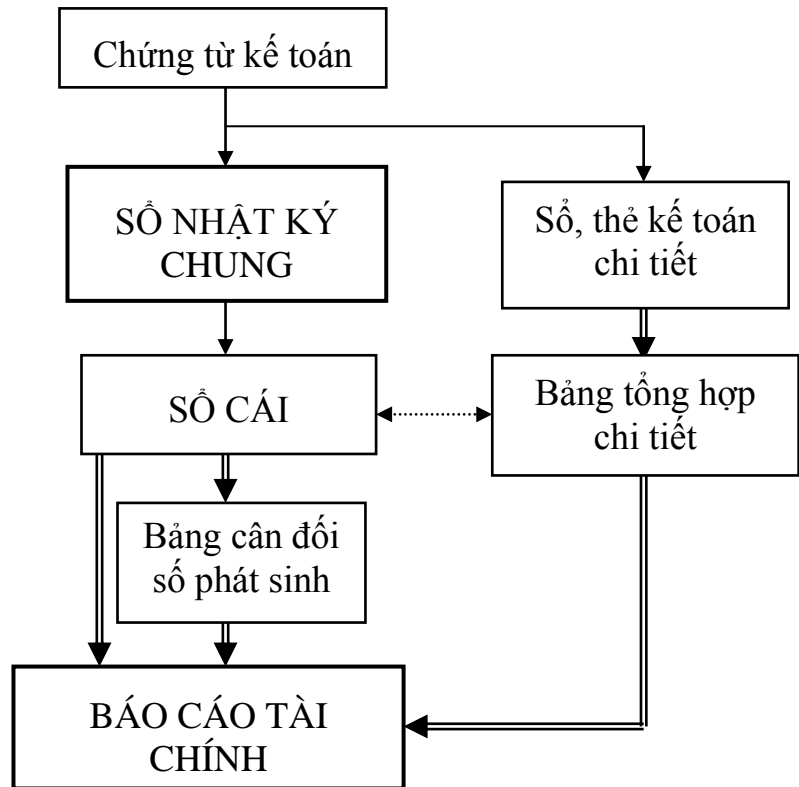 Chứng từ kế toán
SỔ NHẬT KÝ
CHUNG
Sổ, thẻ kế toán
chi tiết
SỔ CÁI
Bảng tổng hợp
chi tiết
Bảng cân đối
số phát sinh
BÁO CÁO TÀI
CHÍNH